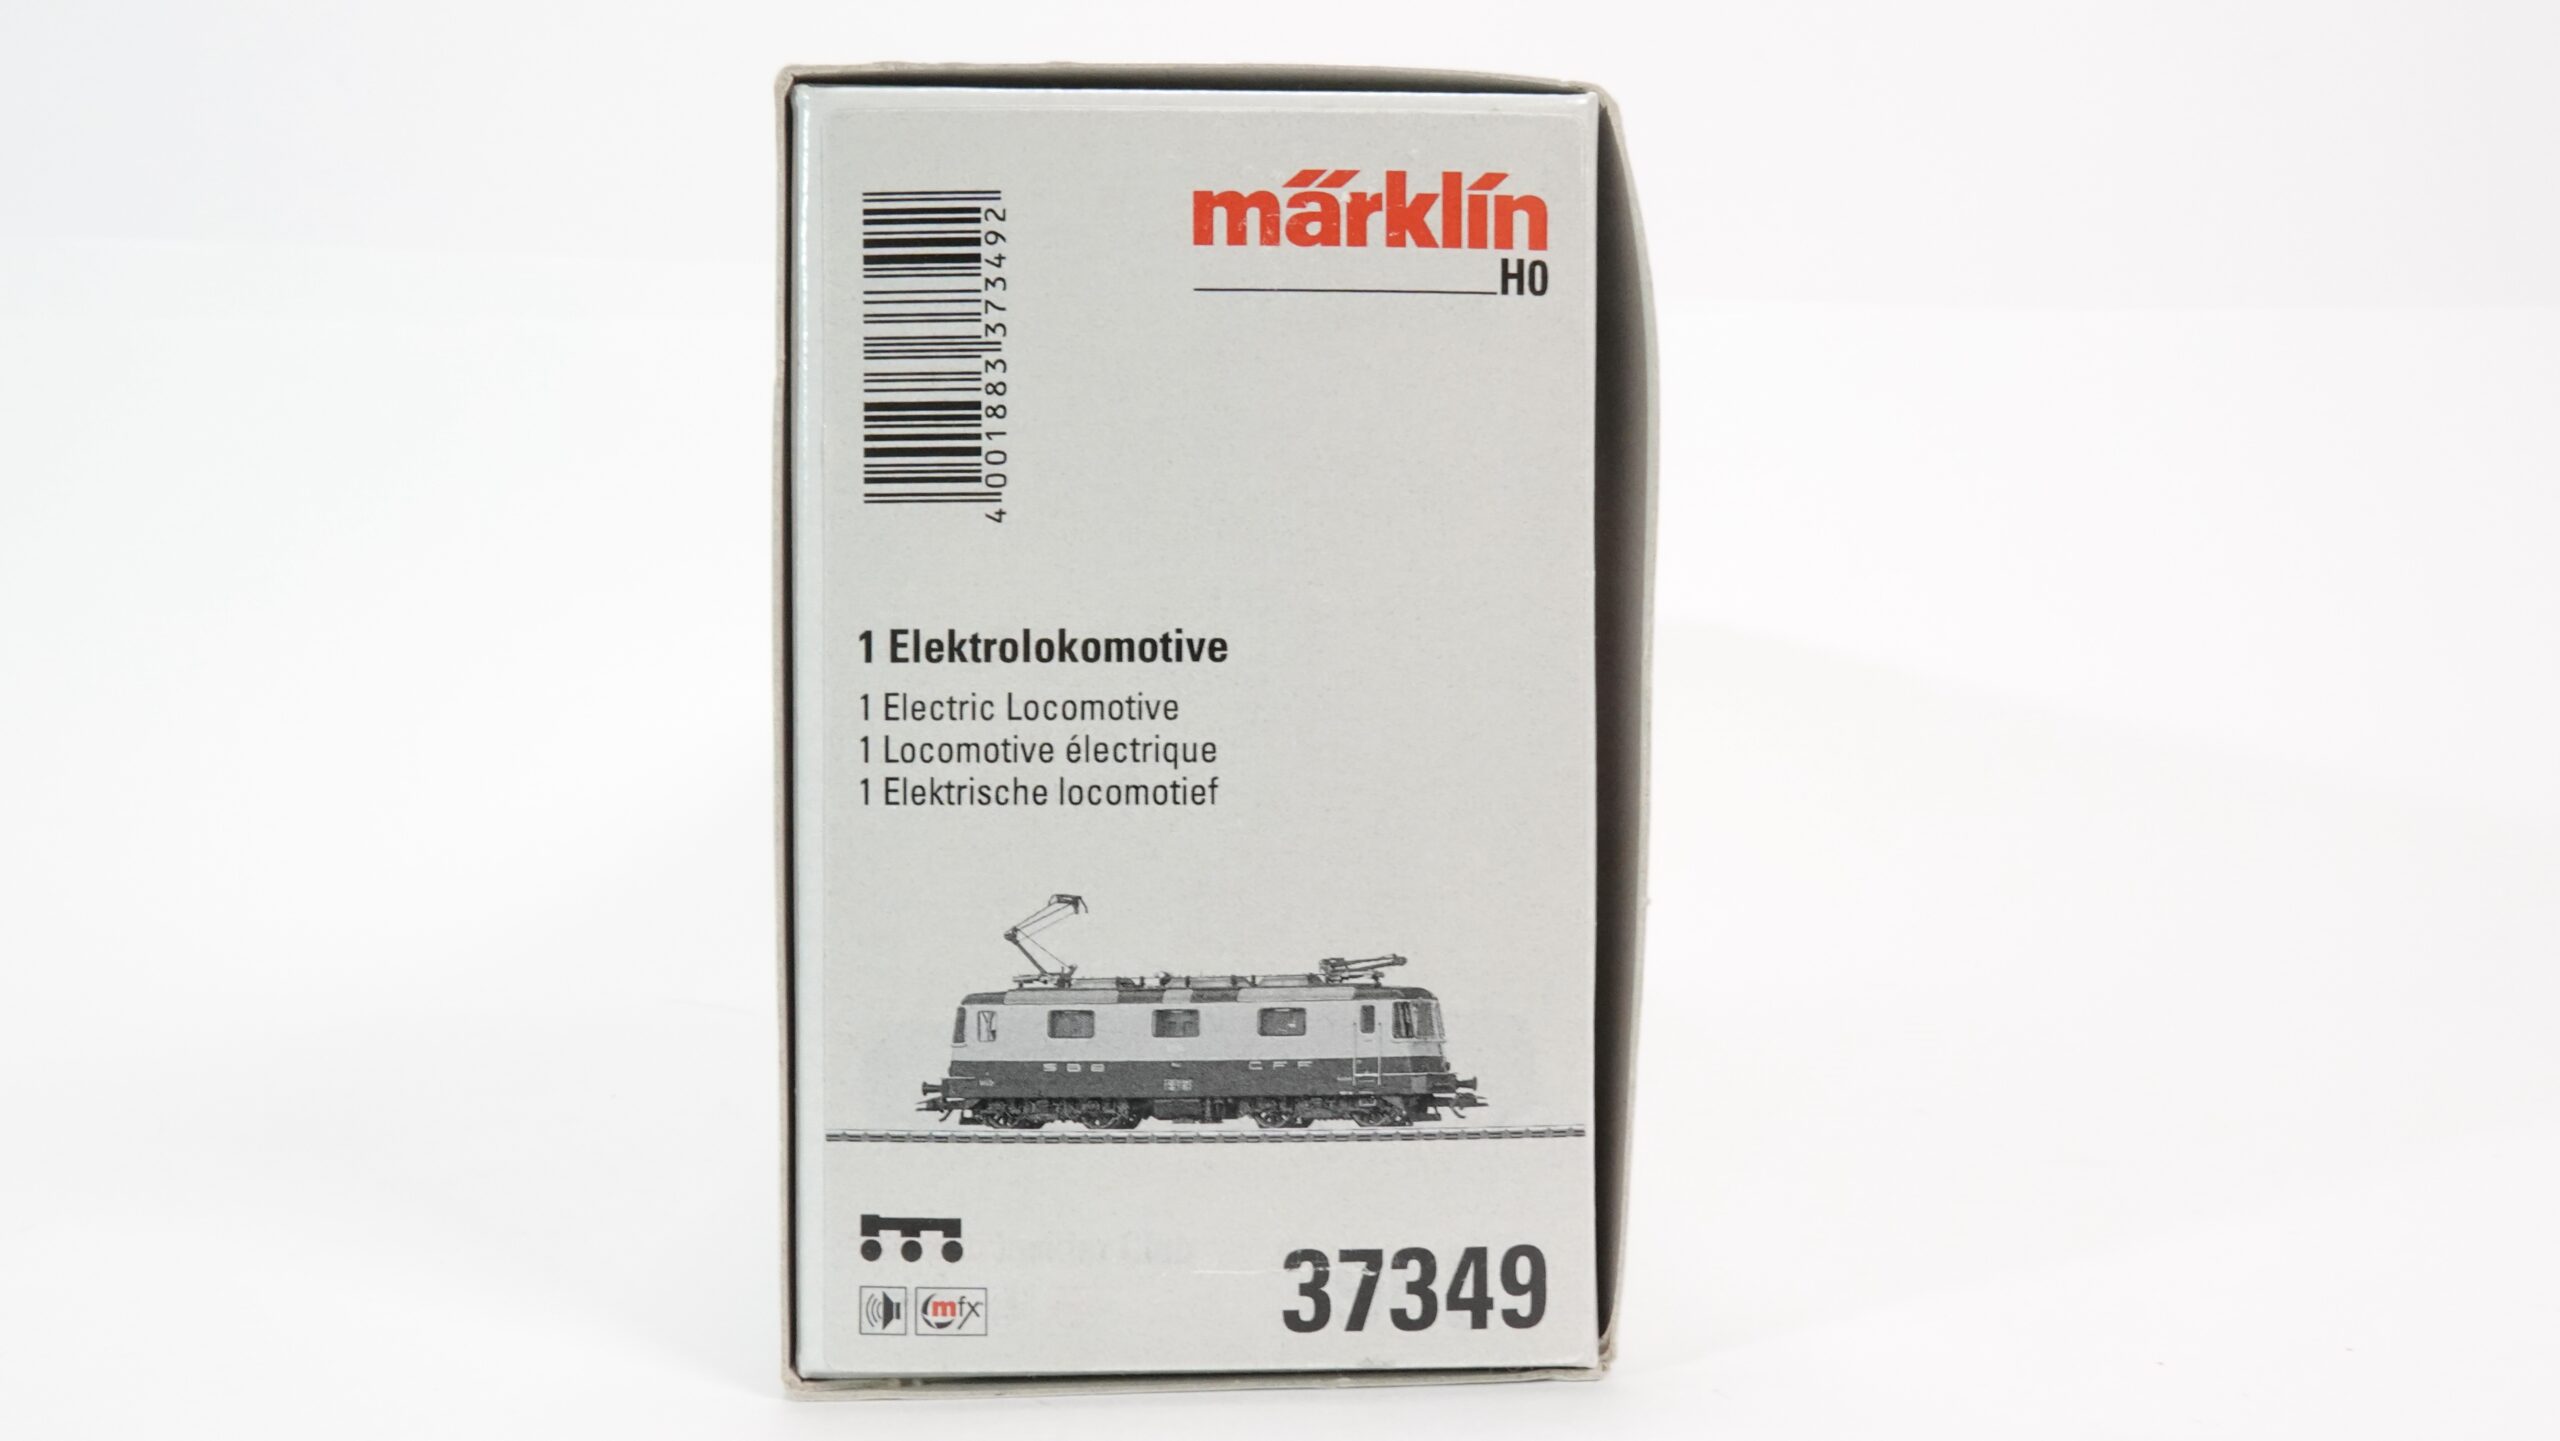 märklín
H0
4 001883 373492
1 Elektrolokomotive
1 Electric Locomotive
1 Locomotive électrique
1 Elektrische locomotief
SBB CFF
mfx
37349